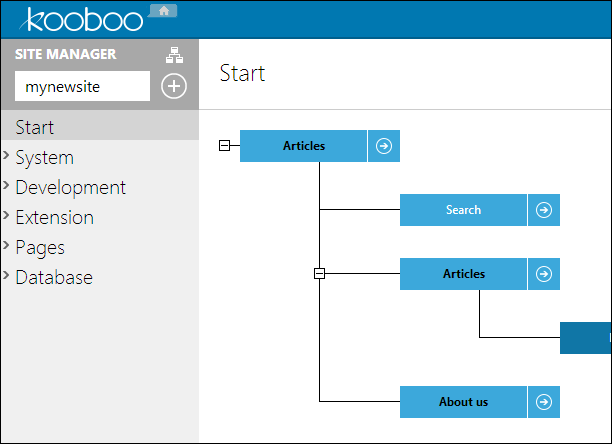 kooboo
SITE MANAGER
mynewsite
Start
System
Development
Extension
Pages
Database
Start
Articles
Search
Articles
About us